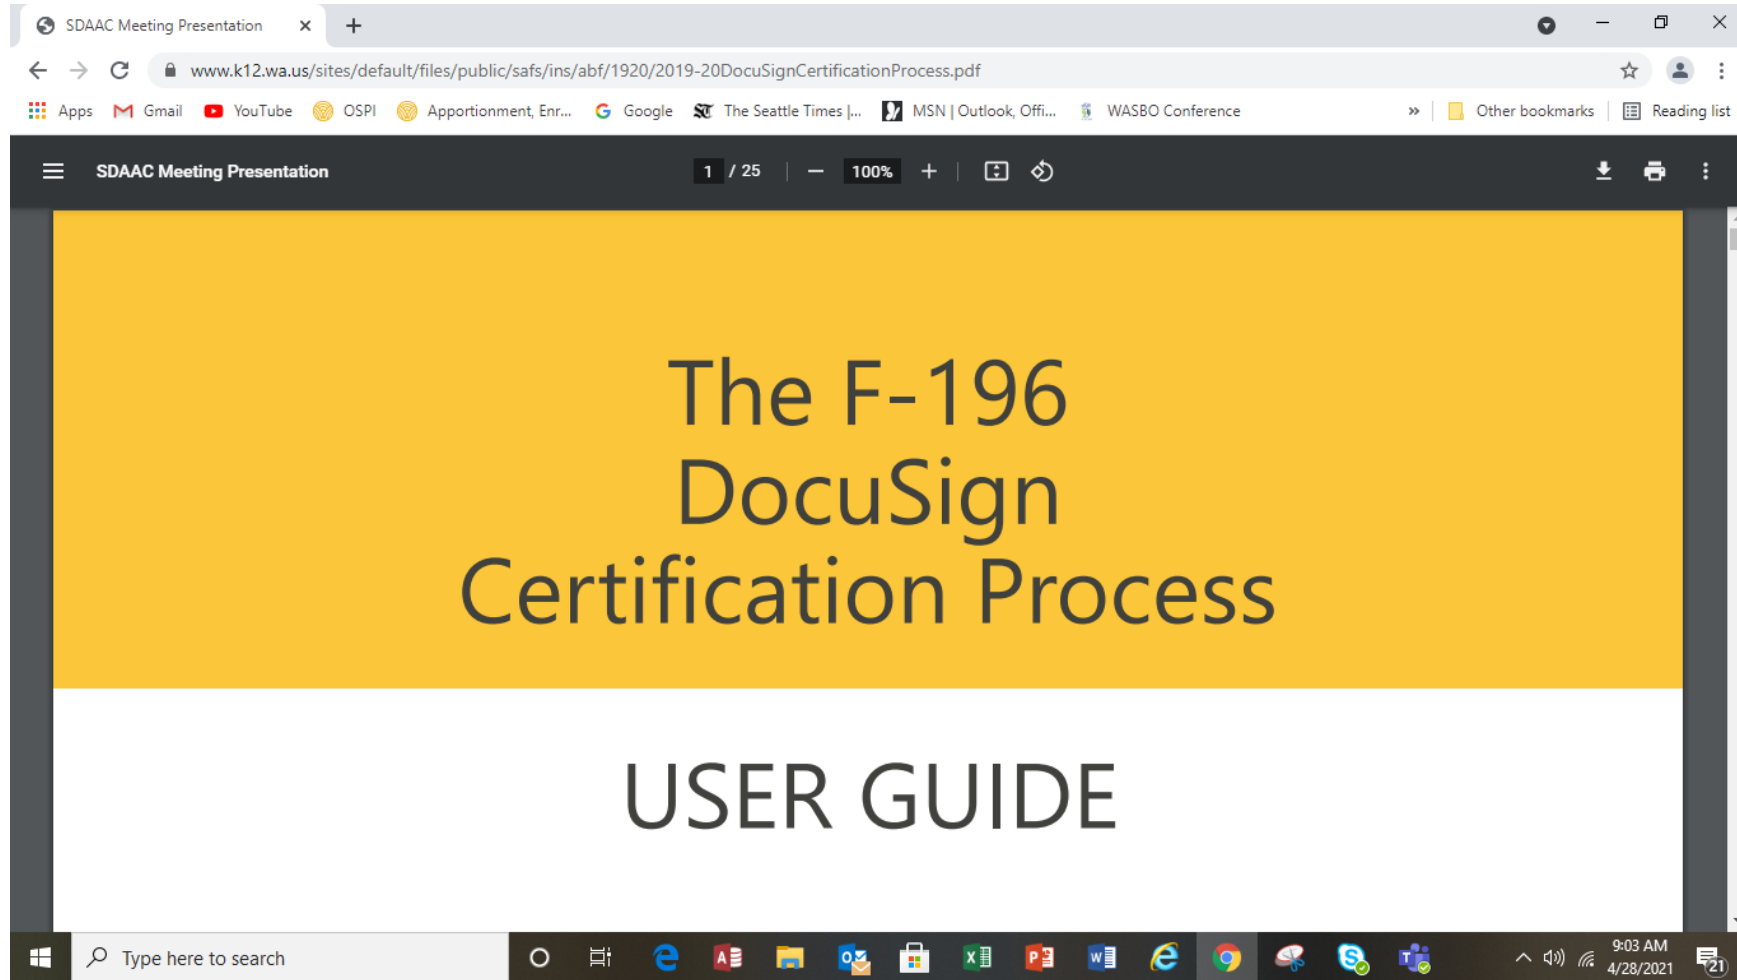 SDAAC Meeting Presentation
www.k12.wa.us/sites/default/files/public/safs/ins/abf/1920/2019-20DocuSignCertificationProcess.pdf
Apps Gmail YouTube OSPI Apportionment, Enr... Google The Seattle Times |... MSN | Outlook, Offi... WASBO Conference » Other bookmarks Reading list
SDAAC Meeting Presentation 1 / 25 100%
The F-196
DocuSign
Certification Process
USER GUIDE
Type here to search
9:03 AM
4/28/2021
21